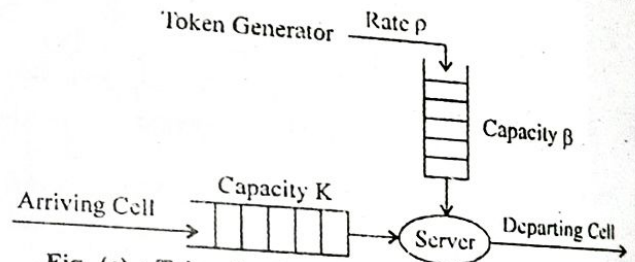 Token Generator
Rate ρ
Capacity β
Capacity K
Arriving Cell
Server
Departing Cell
Fig. (a)